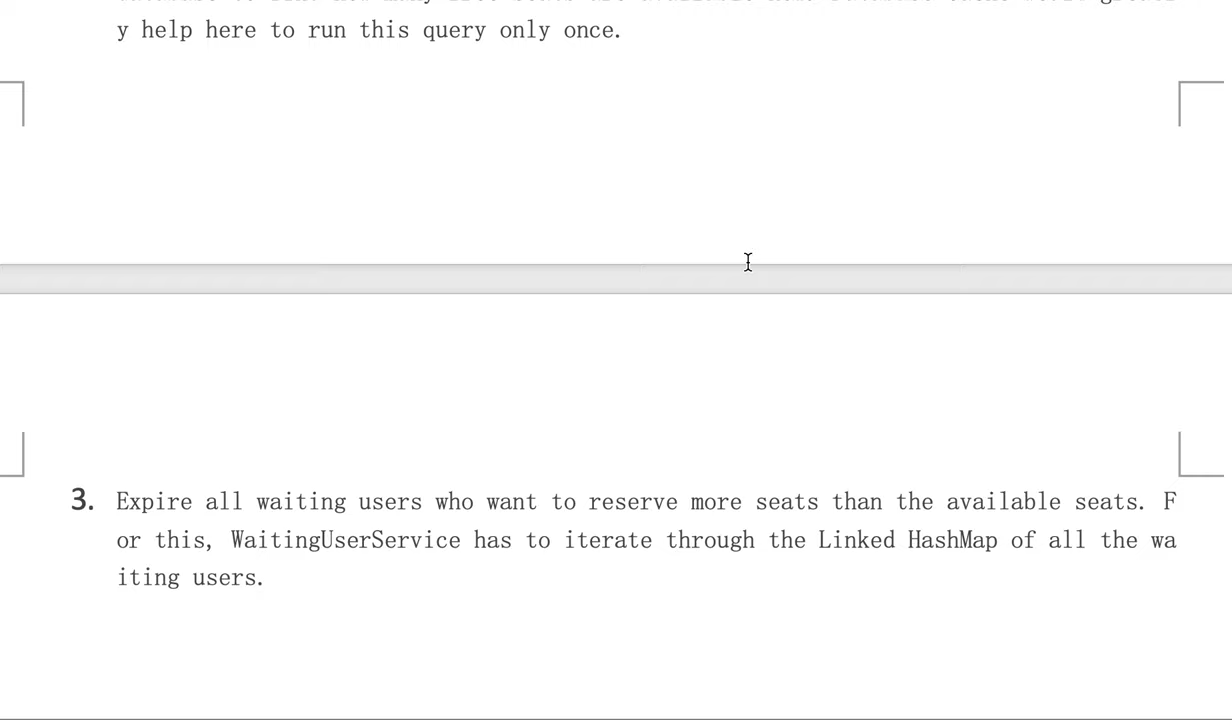 y help here to run this query only once.
3. Expire all waiting users who want to reserve more seats than the available seats. F
or this, WaitingUserService has to iterate through the Linked HashMap of all the wa
iting users.